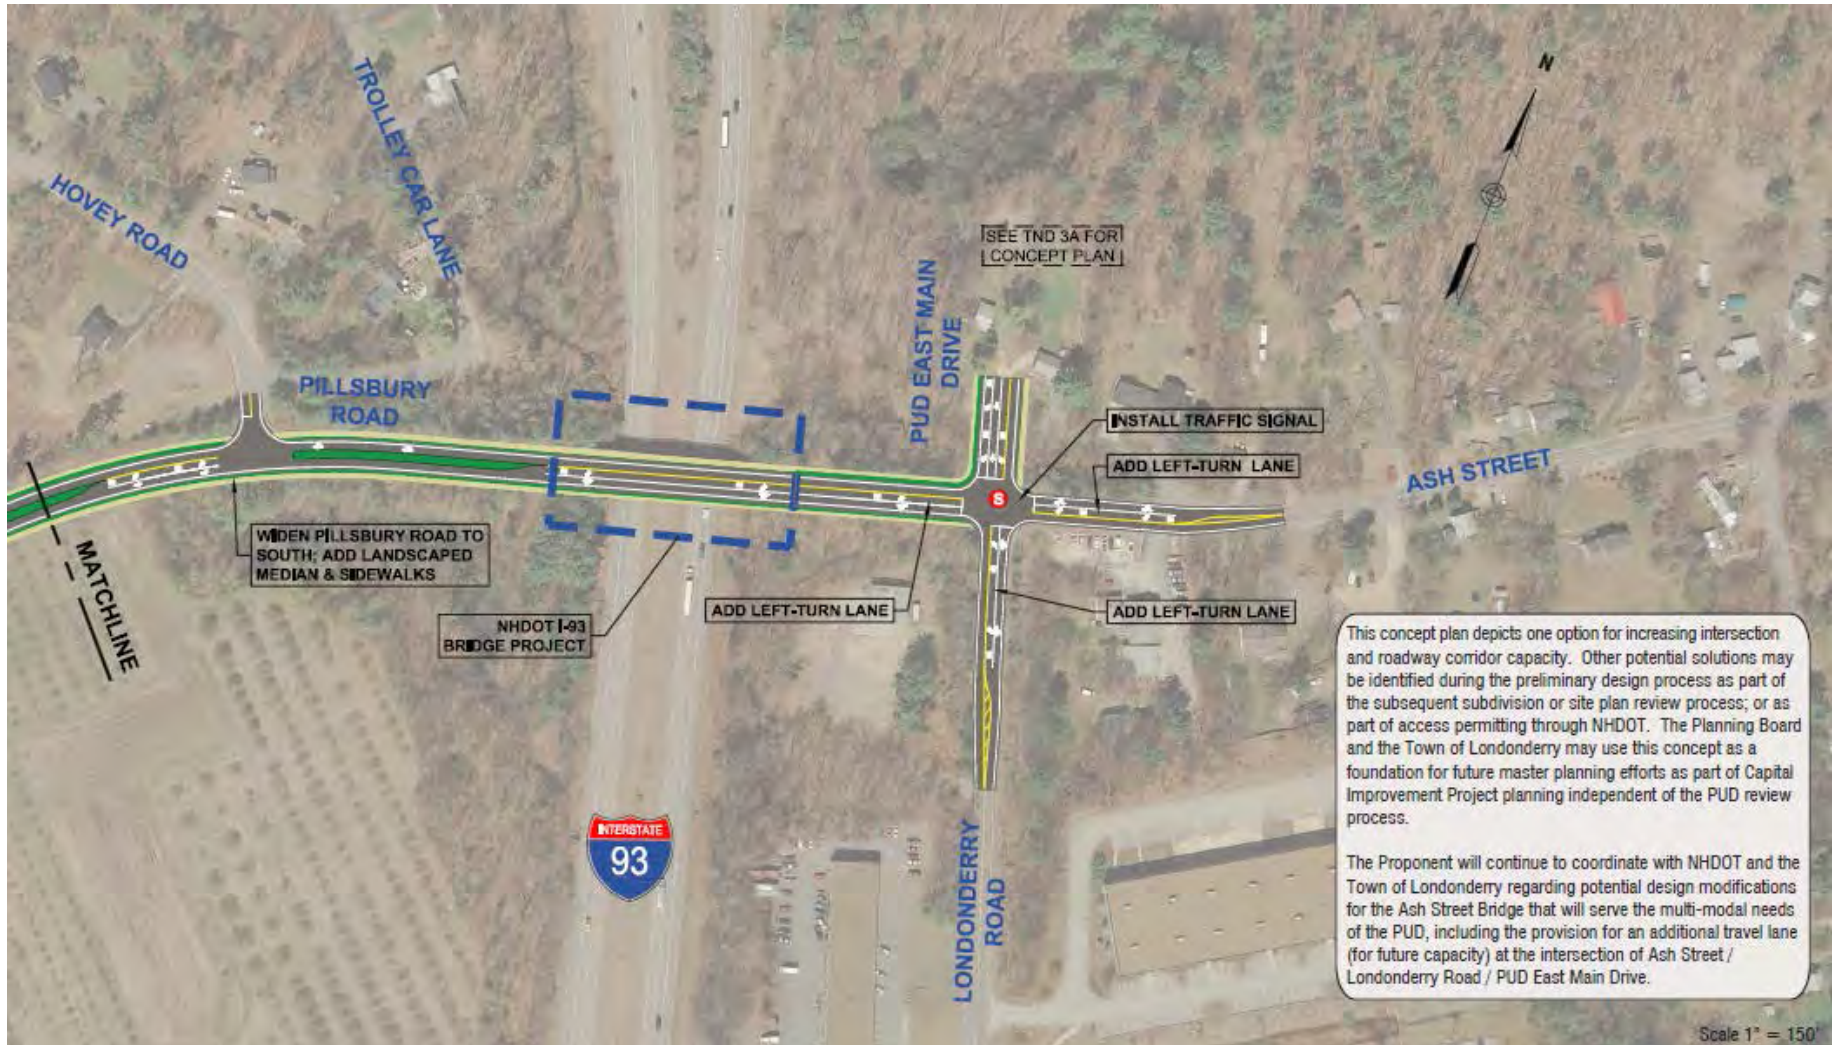 N
TROLLEY CAR LANE
HOVEY ROAD
SEE TND 3A FOR
CONCEPT PLAN
PUD EAST MAIN
DRIVE
PILLSBURY
ROAD
INSTALL TRAFFIC SIGNAL
ADD LEFT-TURN LANE
ASH STREET
S
WIDEN PILLSBURY ROAD TO
SOUTH; ADD LANDSCAPED
MEDIAN & SIDEWALKS
MATCHLINE
NHDOT I-93
BRIDGE PROJECT
ADD LEFT-TURN LANE
ADD LEFT-TURN LANE
INTERSTATE
93
LONDONDERRY
ROAD
This concept plan depicts one option for increasing intersection
and roadway corridor capacity. Other potential solutions may
be identified during the preliminary design process as part of
the subsequent subdivision or site plan review process; or as
part of access permitting through NHDOT. The Planning Board
and the Town of Londonderry may use this concept as a
foundation for future master planning efforts as part of Capital
Improvement Project planning independent of the PUD review
process.
The Proponent will continue to coordinate with NHDOT and the
Town of Londonderry regarding potential design modifications
for the Ash Street Bridge that will serve the multi-modal needs
of the PUD, including the provision for an additional travel lane
(for future capacity) at the intersection of Ash Street /
Londonderry Road / PUD East Main Drive.
Scale 1" = 150'